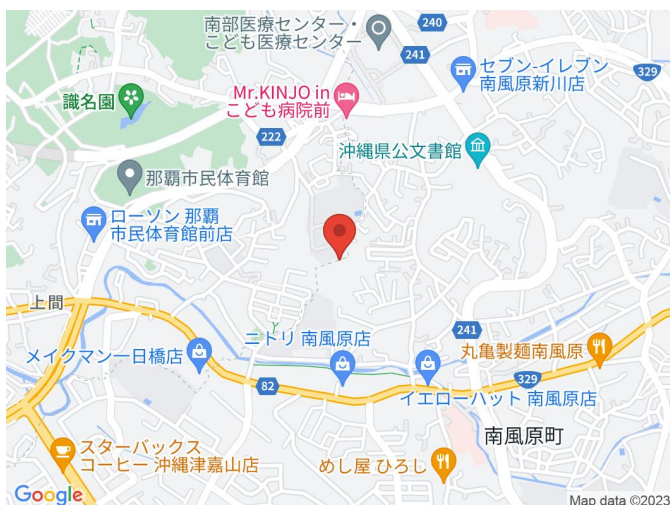 南部医療センター・
こども医療センター
240
241
セブン-イレブン
南風原新川店
329
識名園
Mr.KINJO in
こども病院前
222
沖縄県公文書館
那覇市民体育館
ローソン 那覇
市民体育館前店
上間
ニトリ 南風原店
241
丸亀製麺南風原
メイクマン一日橋店
82
329
イエローハット 南風原店
南風原町
スターバックス
コーヒー 沖縄津嘉山店
めし屋 ひろし
Google
Map data ©2023